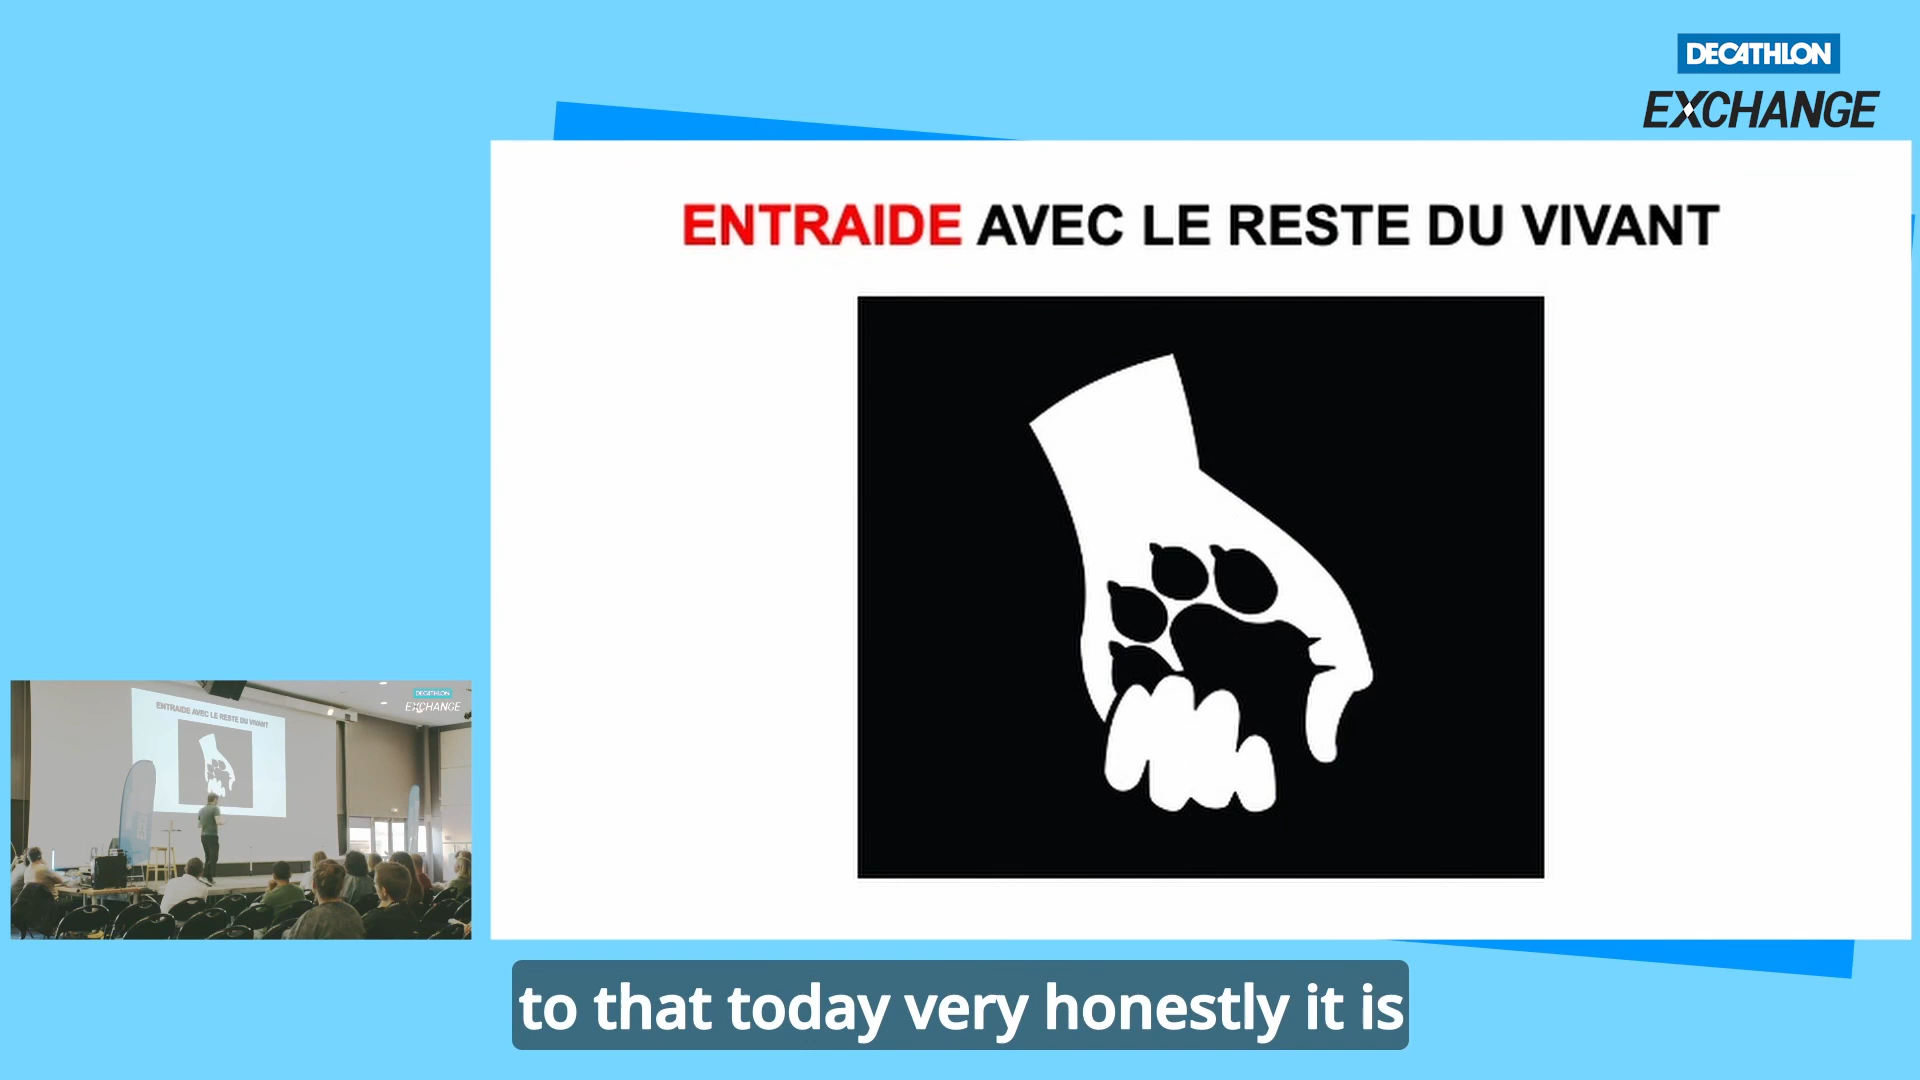 DECATHLON
EXCHANGE
ENTRAIDE AVEC LE RESTE DU VIVANT
DECATHLON
EXCHANGE
ENTRAIDE AVEC LE RESTE DU VIVANT
to that today very honestly it is